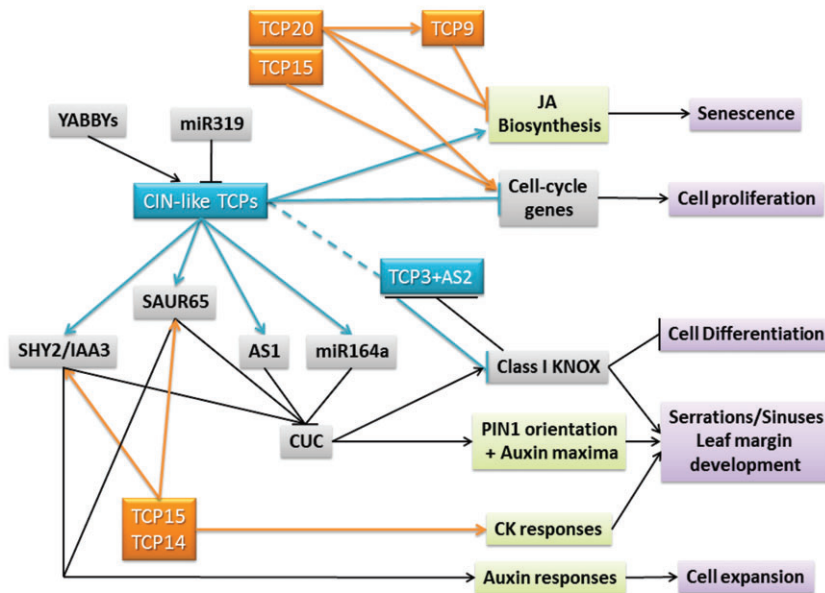 TCP20
TCP9
TCP15
JA
Biosynthesis
Senescence
YABBYs
miR319
CIN-like TCPs
Cell-cycle
genes
Cell proliferation
TCP3+AS2
SAUR65
SHY2/IAA3
AS1
miR164a
Class I KNOX
Cell Differentiation
CUC
PIN1 orientation
+ Auxin maxima
Serrations/Sinuses
Leaf margin
development
TCP15
TCP14
CK responses
Auxin responses
Cell expansion